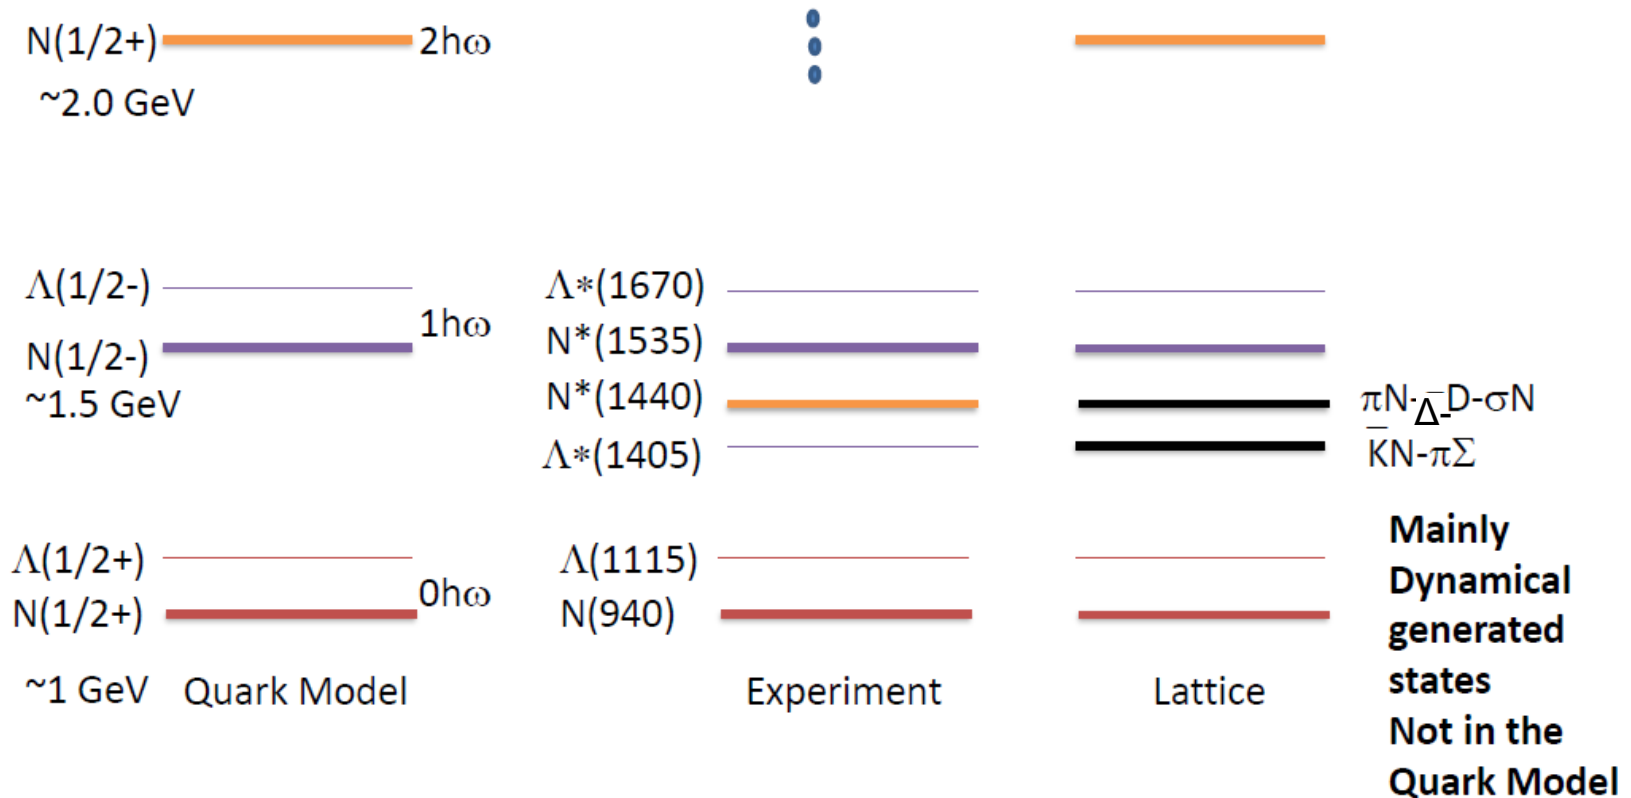 N(1/2+)
2hω
~2.0 GeV
Λ(1/2-)
1hω
N(1/2-)
~1.5 GeV
Λ(1/2+)
0hω
N(1/2+)
~1 GeV
Quark Model
Λ*(1670)
N*(1535)
N*(1440)
Λ*(1405)
Λ(1115)
N(940)
Experiment
Lattice
πN-Δ-D-σN
K̅N-πΣ
Mainly
Dynamical
generated
states
Not in the
Quark Model